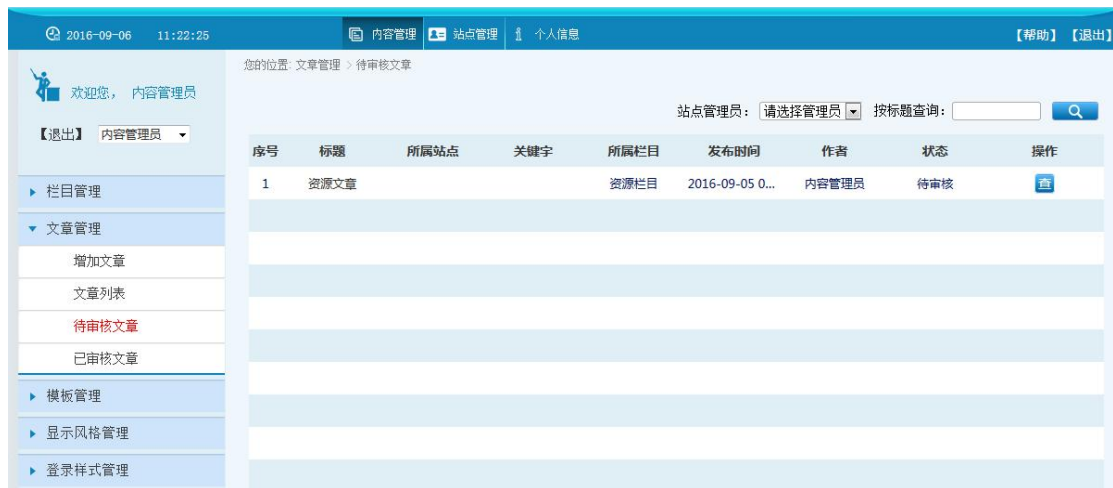 2016-09-06 11:22:25 内容管理 站点管理 个人信息 【帮助】 【退出】
您的位置: 文章管理 > 待审核文章
欢迎您, 内容管理员
站点管理员: 请选择管理员 按标题查询:
【退出】 内容管理员
序号 标题 所属站点 关键字 所属栏目 发布时间 作者 状态 操作
1 资源文章 资源栏目 2016-09-05 0... 内容管理员 待审核 查
栏目管理
文章管理
增加文章
文章列表
待审核文章
已审核文章
模板管理
显示风格管理
登录样式管理